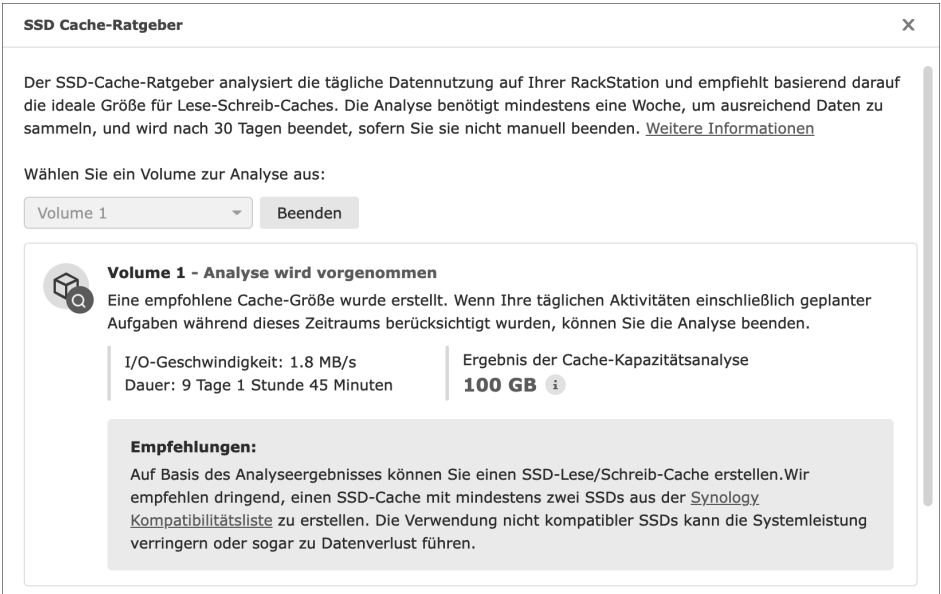 SSD Cache-Ratgeber
Der SSD-Cache-Ratgeber analysiert die tägliche Datennutzung auf Ihrer RackStation und empfiehlt basierend darauf
die ideale Größe für Lese-Schreib-Caches. Die Analyse benötigt mindestens eine Woche, um ausreichend Daten zu
sammeln, und wird nach 30 Tagen beendet, sofern Sie sie nicht manuell beenden. Weitere Informationen
Wählen Sie ein Volume zur Analyse aus:
Volume 1
Beenden
Volume 1 - Analyse wird vorgenommen
Eine empfohlene Cache-Größe wurde erstellt. Wenn Ihre täglichen Aktivitäten einschließlich geplanter
Aufgaben während dieses Zeitraums berücksichtigt wurden, können Sie die Analyse beenden.
I/O-Geschwindigkeit: 1.8 MB/s
Dauer: 9 Tage 1 Stunde 45 Minuten
Ergebnis der Cache-Kapazitätsanalyse
100 GB
Empfehlungen:
Auf Basis des Analyseergebnisses können Sie einen SSD-Lese/Schreib-Cache erstellen.Wir
empfehlen dringend, einen SSD-Cache mit mindestens zwei SSDs aus der Synology
Kompatibilitätsliste zu erstellen. Die Verwendung nicht kompatibler SSDs kann die Systemleistung
verringern oder sogar zu Datenverlust führen.